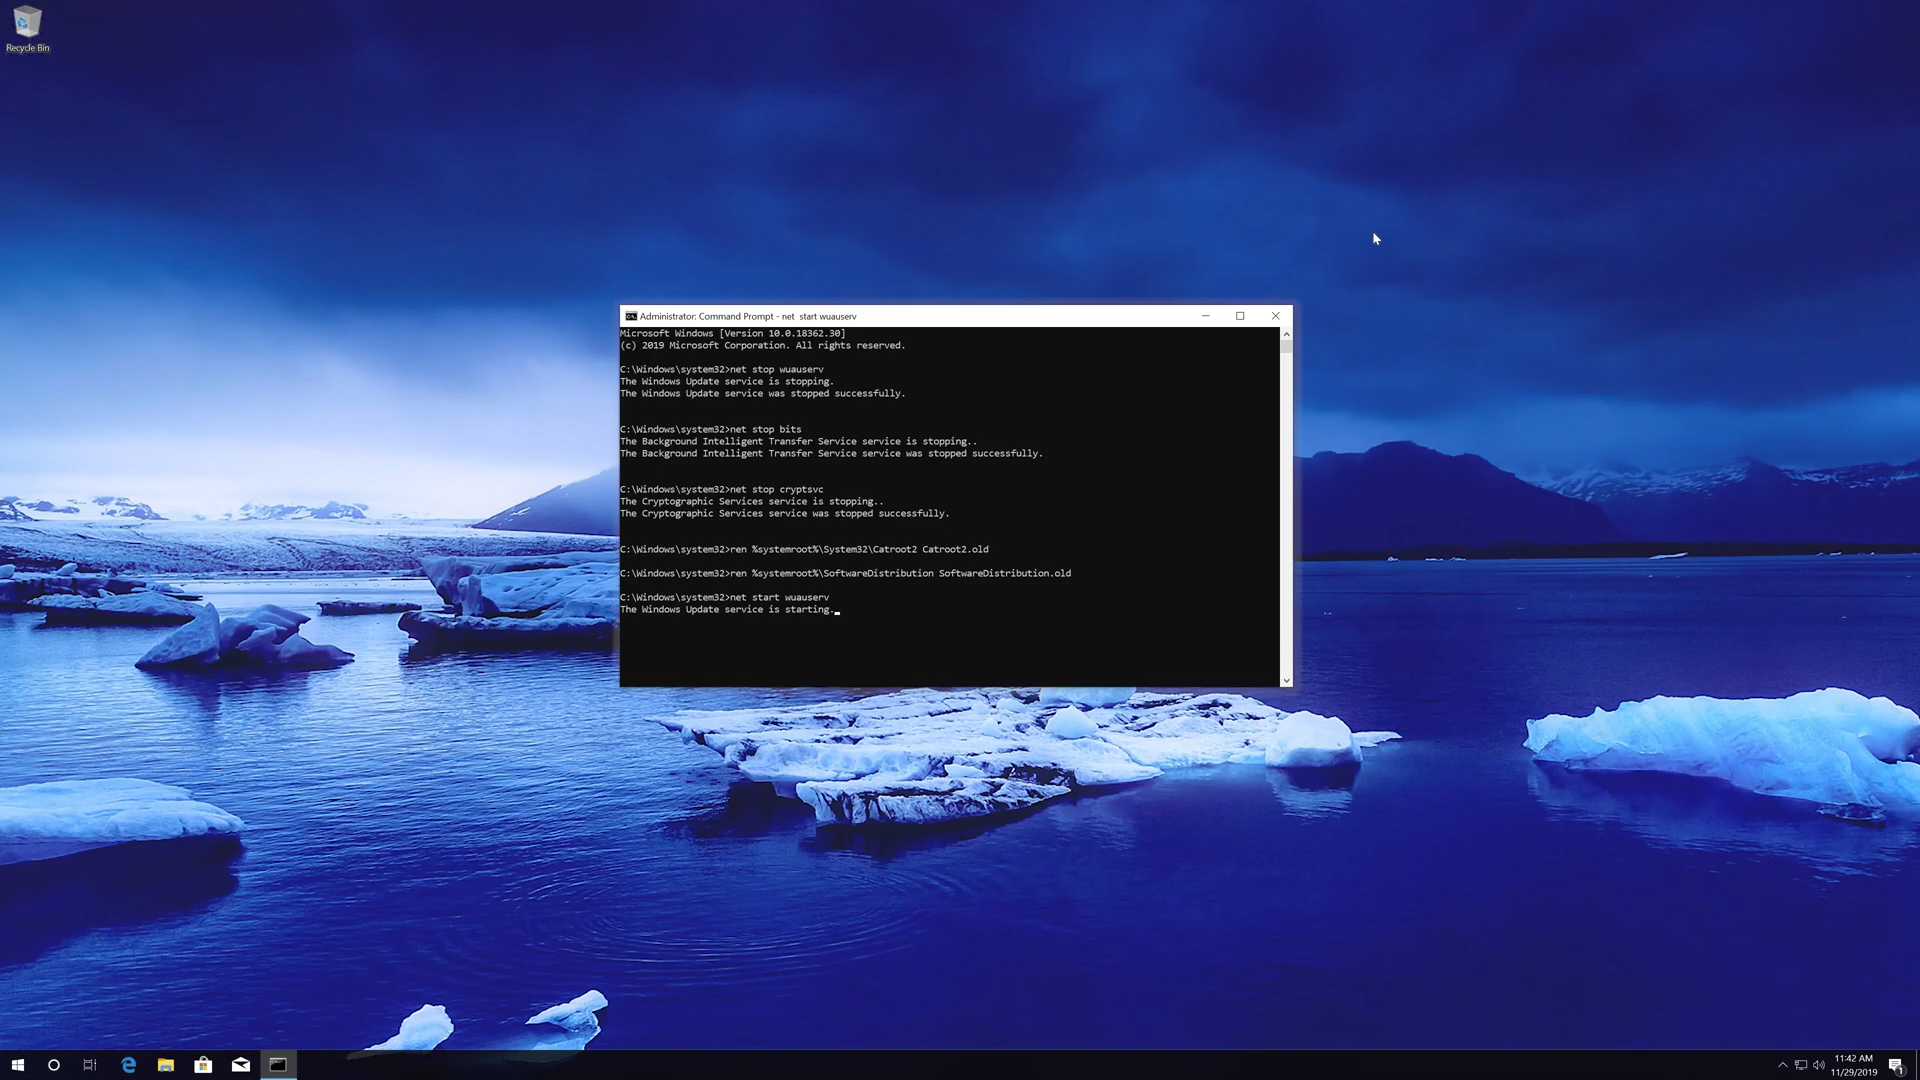 Recycle Bin
Administrator: Command Prompt - net  start wuauserv
Microsoft Windows [Version 10.0.18362.30]
(c) 2019 Microsoft Corporation. All rights reserved.
C:\Windows\system32>net stop wuauserv
The Windows Update service is stopping.
The Windows Update service was stopped successfully.
C:\Windows\system32>net stop bits
The Background Intelligent Transfer Service service is stopping..
The Background Intelligent Transfer Service service was stopped successfully.
C:\Windows\system32>net stop cryptsvc
The Cryptographic Services service is stopping..
The Cryptographic Services service was stopped successfully.
C:\Windows\system32>ren %systemroot%\System32\Catroot2 Catroot2.old
C:\Windows\system32>ren %systemroot%\SoftwareDistribution SoftwareDistribution.old
C:\Windows\system32>net start wuauserv
The Windows Update service is starting.
11:42 AM
11/29/2019
1